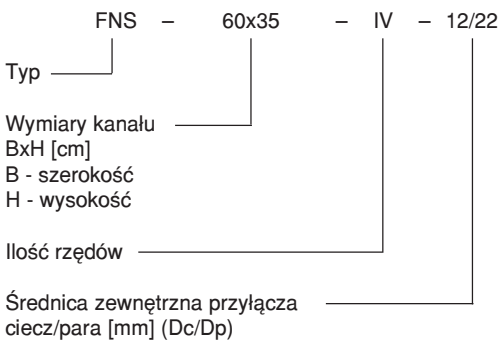 FNS – 60x35 – IV – 12/22
Typ
Wymiary kanału
BxH [cm]
B - szerokość
H - wysokość
Ilość rzędów
Średnica zewnętrzna przyłącza
ciecz/para [mm] (Dc/Dp)